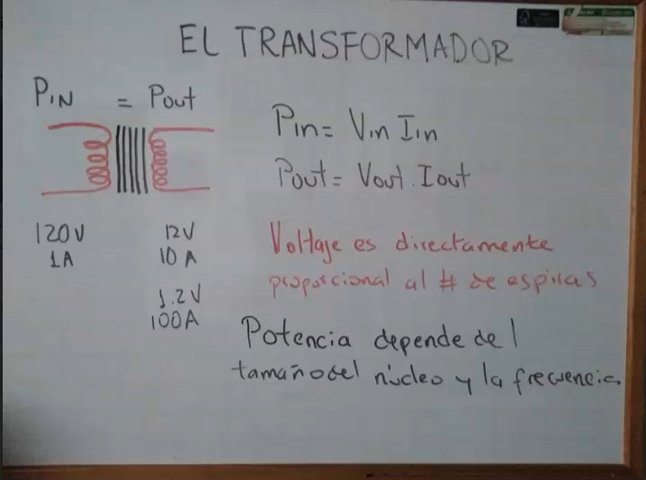 EL TRANSFORMADOR
PIN = Pout
Pin = Vin Iin
Pout = Vout . Iout
120V
1A
12V
10A
1.2V
100A
Voltaje es directamente
proporcional al # de espiras
Potencia depende del
tamaño del núcleo y la frecuencia